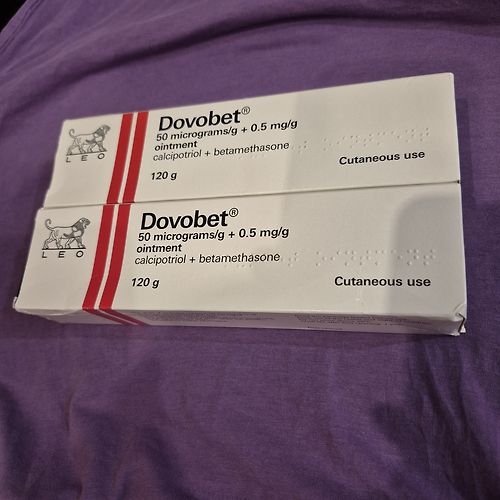 LEO
Dovobet®
50 micrograms/g + 0.5 mg/g
ointment
calcipotriol + betamethasone
120 g
Cutaneous use
LEO
Dovobet®
50 micrograms/g + 0.5 mg/g
ointment
calcipotriol + betamethasone
120 g
Cutaneous use